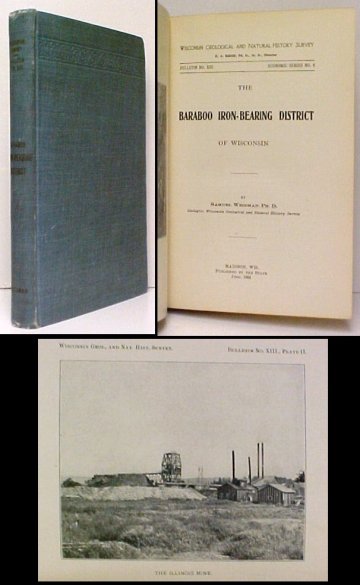 WISCONSIN GEOLOGICAL AND NATURAL HISTORY SURVEY
BULLETIN NO. XIII
ECONOMIC SERIES NO. 8
THE
BARABOO IRON-BEARING DISTRICT
OF WISCONSIN
BY
SAMUEL WEIDMAN, PH. D.
Geologist, Wisconsin Geological and Natural History Survey
MADISON, WIS.
PUBLISHED BY THE STATE
1904
DISTRICT
WISCONSIN GEOL. AND NAT. HIST. SURVEY.
BULLETIN NO. XIII., PLATE II.
THE ILLINOIS MINE.